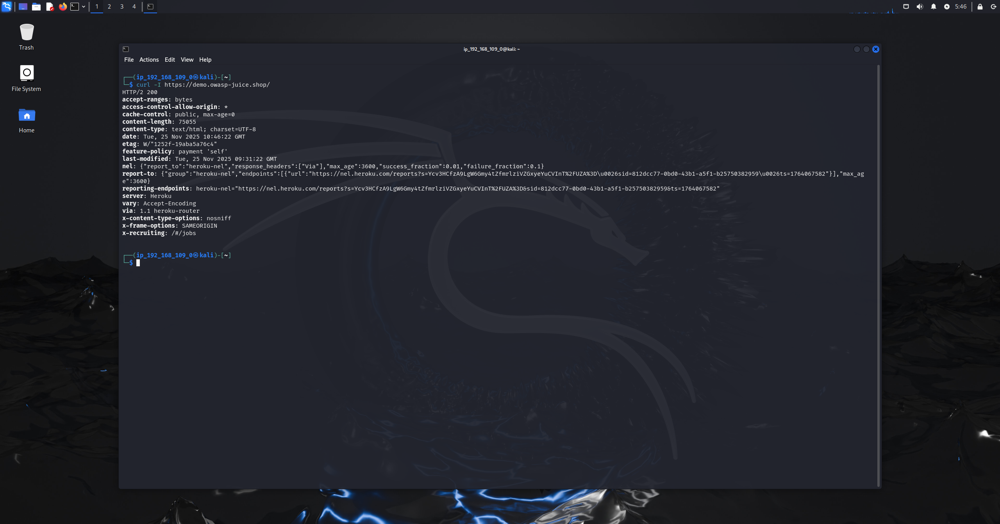 1 2 3 4
5:46
Trash
File System
Home
ip_192_168_109_0@kali: ~
File Actions Edit View Help
┌──(ip_192_168_109_0㉿kali)-[~]
└─$ curl -I https://demo.owasp-juice.shop/
HTTP/2 200
accept-ranges: bytes
access-control-allow-origin: *
cache-control: public, max-age=0
content-length: 75055
content-type: text/html; charset=UTF-8
date: Tue, 25 Nov 2025 10:46:22 GMT
etag: W/"1252f-19aba5a76c4"
feature-policy: payment 'self'
last-modified: Tue, 25 Nov 2025 09:31:22 GMT
nel: {"report_to":"heroku-nel","response_headers":["Via"],"max_age":3600,"success_fraction":0.01,"failure_fraction":0.1}
report-to: {"group":"heroku-nel","endpoints":[{"url":"https://nel.heroku.com/reports?s=Ycv3HCfzA9LgW6Gmy4tZfmrlziVZGxyeYuCVInT%2FUZA%3D\u0026sid=812dcc77-0bd0-43b1-a5f1-b25750382959\u0026ts=1764067582"}],"max_ag
e":3600}
reporting-endpoints: heroku-nel="https://nel.heroku.com/reports?s=Ycv3HCfzA9LgW6Gmy4tZfmrlziVZGxyeYuCVInT%2FUZA%3D&sid=812dcc77-0bd0-43b1-a5f1-b25750382959&ts=1764067582"
server: Heroku
vary: Accept-Encoding
via: 1.1 heroku-router
x-content-type-options: nosniff
x-frame-options: SAMEORIGIN
x-recruiting: /#/jobs
┌──(ip_192_168_109_0㉿kali)-[~]
└─$